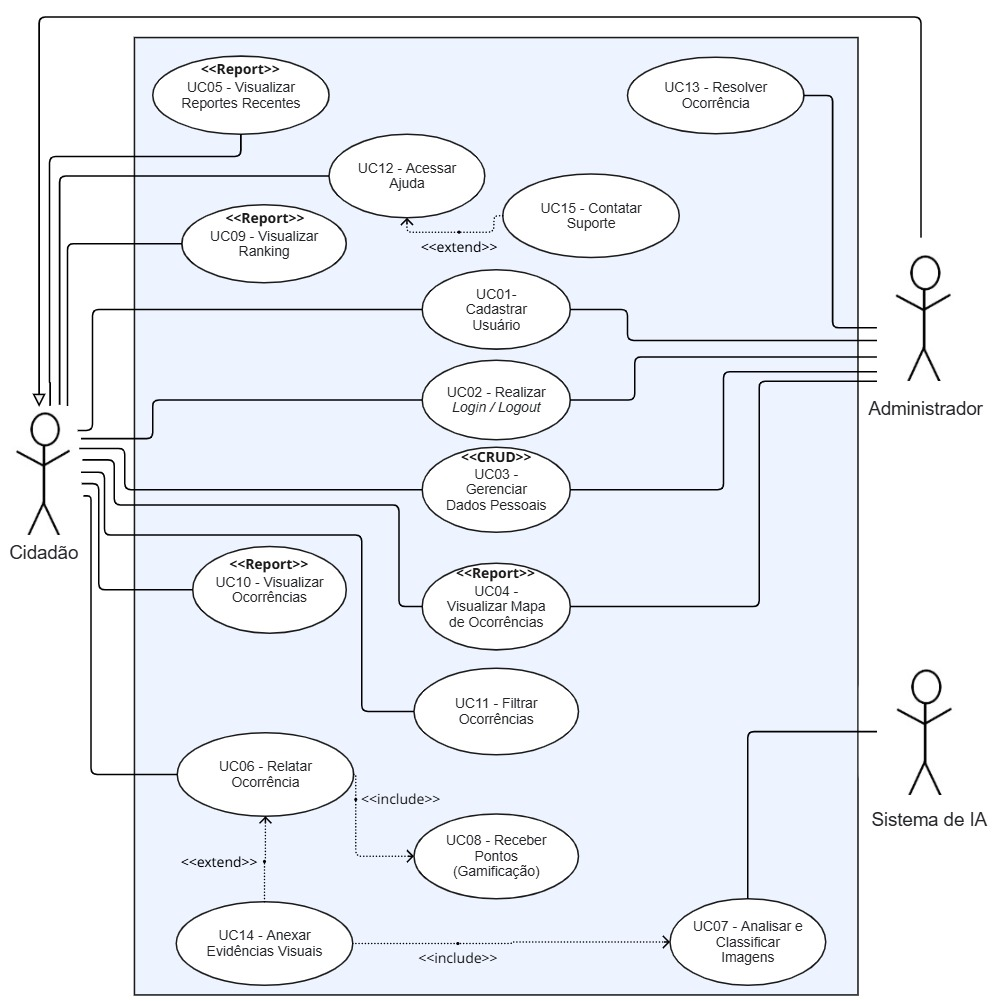 <<Report>>
UC05 - Visualizar
Reportes Recentes
UC13 - Resolver
Ocorrência
UC12 - Acessar
Ajuda
UC15 - Contatar
Suporte
<<extend>>
<<Report>>
UC09 - Visualizar
Ranking
UC01-
Cadastrar
Usuário
UC02 - Realizar
Login / Logout
Administrador
<<CRUD>>
UC03 -
Gerenciar
Dados Pessoais
Cidadão
<<Report>>
UC10 - Visualizar
Ocorrências
<<Report>>
UC04 -
Visualizar Mapa
de Ocorrências
UC11 - Filtrar
Ocorrências
UC06 - Relatar
Ocorrência
<<include>>
Sistema de IA
UC08 - Receber
Pontos
(Gamificação)
<<extend>>
UC14 - Anexar
Evidências Visuais
<<include>>
UC07 - Analisar e
Classificar
Imagens